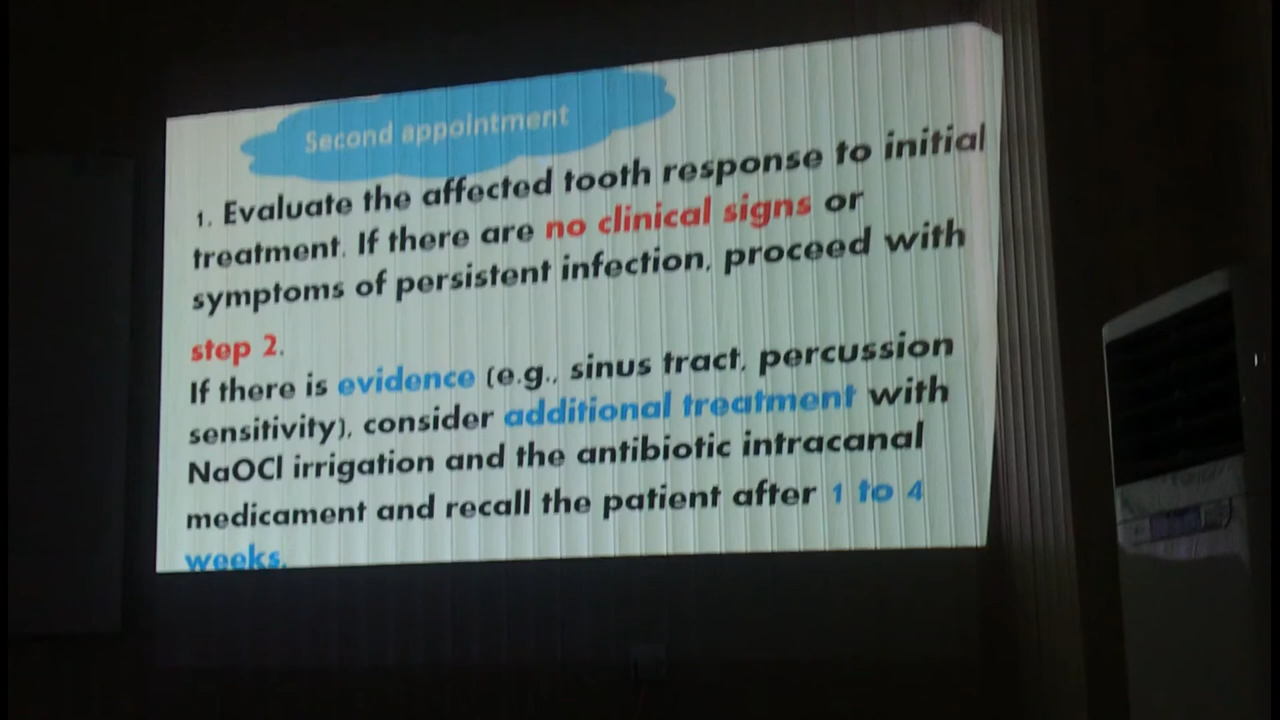 Second appointment
1. Evaluate the affected tooth response to initial
treatment. If there are no clinical signs or
symptoms of persistent infection, proceed with
step 2.
If there is evidence (e.g., sinus tract, percussion
sensitivity), consider additional treatment with
NaOCl irrigation and the antibiotic intracanal
medicament and recall the patient after 1 to 4
weeks.